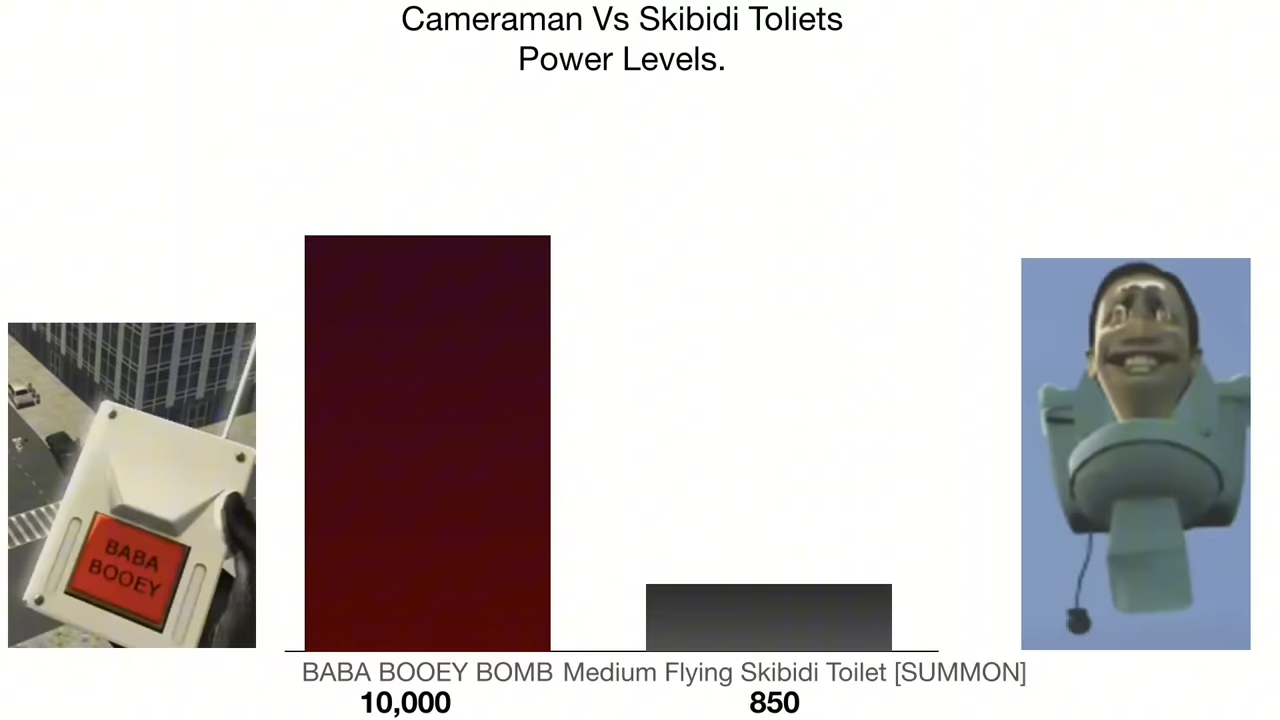 Cameraman Vs Skibidi Toliets
Power Levels.
BABA
BOOEY
BABA BOOEY BOMB Medium Flying Skibidi Toilet [SUMMON]
10,000 850